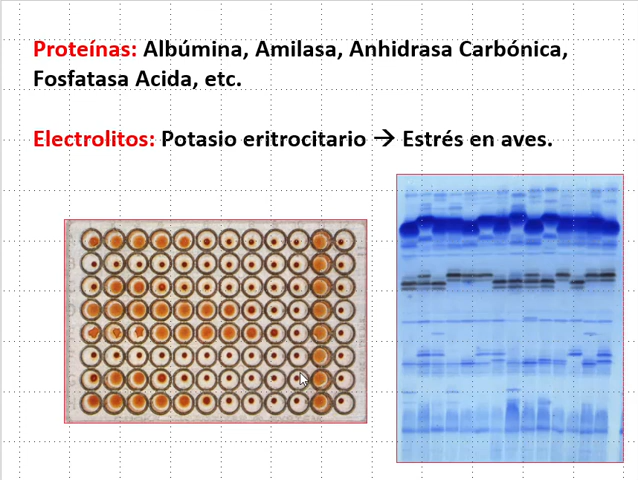 Proteínas: Albúmina, Amilasa, Anhidrasa Carbónica,
Fosfatasa Acida, etc.
Electrolitos: Potasio eritrocitario → Estrés en aves.